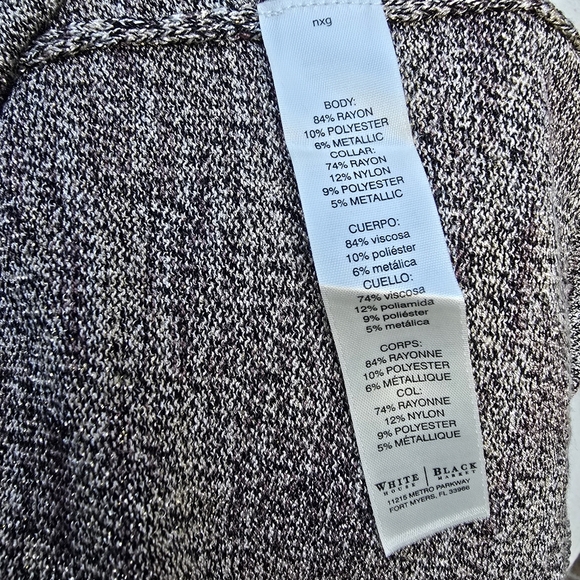 nxg
BODY:
84% RAYON
10% POLYESTER
6% METALLIC
COLLAR:
74% RAYON
12% NYLON
9% POLYESTER
5% METALLIC
CUERPO:
84% viscosa
10% poliéster
6% metálica
CUELLO:
74% viscosa
12% poliamida
9% poliéster
5% metálica
CORPS:
84% RAYONNE
10% POLYESTER
6% MÉTALLIQUE
COL:
74% RAYONNE
12% NYLON
9% POLYESTER
5% MÉTALLIQUE
WHITE | BLACK
HOUSE MARKET
11215 METRO PARKWAY
FORT MYERS, FL 33966